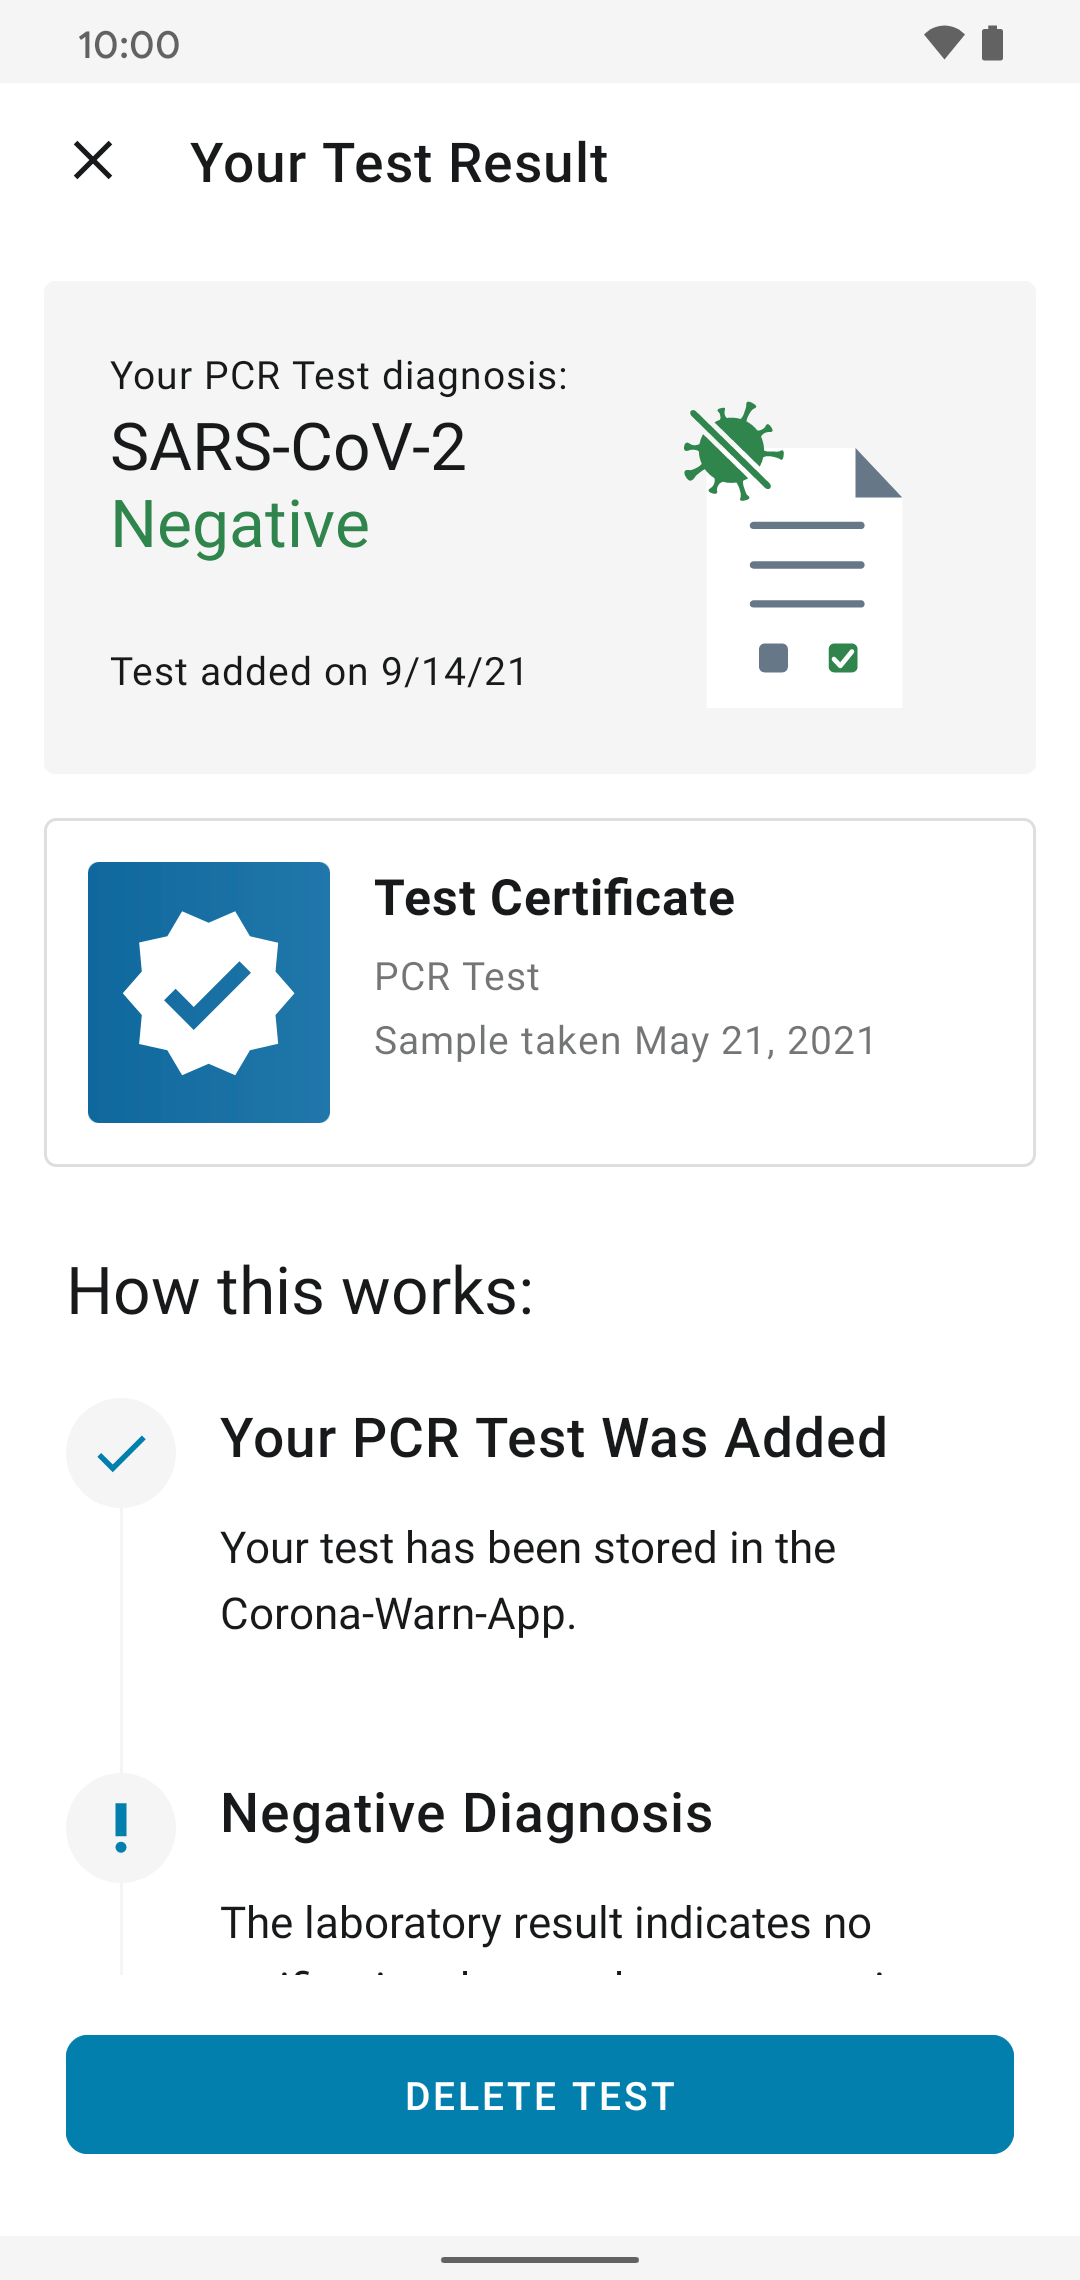 10:00
Your Test Result
Your PCR Test diagnosis:
SARS-CoV-2
Negative
Test added on 9/14/21
Test Certificate
PCR Test
Sample taken May 21, 2021
How this works:
Your PCR Test Was Added
Your test has been stored in the
Corona-Warn-App.
Negative Diagnosis
The laboratory result indicates no
DELETE TEST